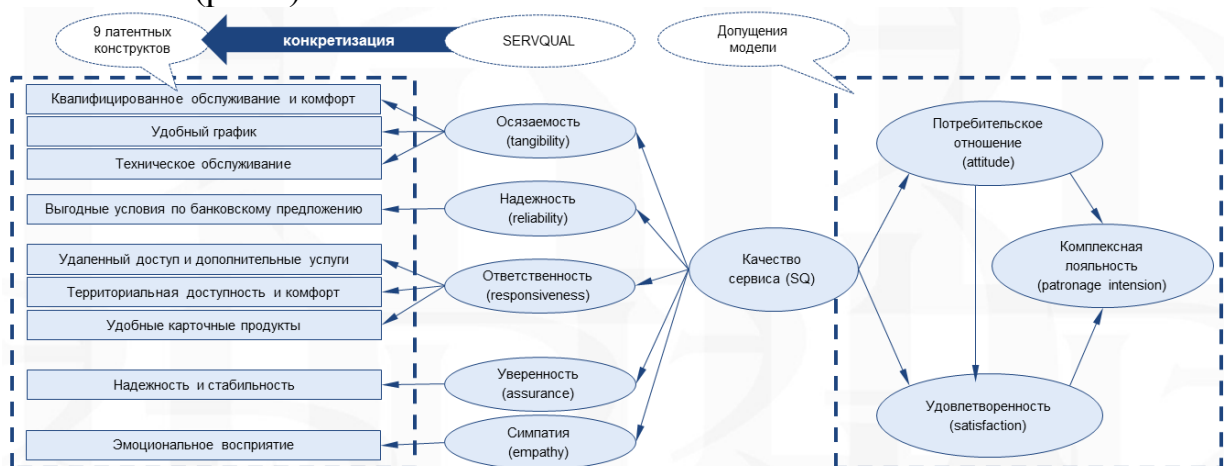 9 латентных
конструктов
конкретизация
SERVQUAL
Допущения
модели
Квалифицированное обслуживание и комфорт
Удобный график
Техническое обслуживание
Выгодные условия по банковскому предложению
Удаленный доступ и дополнительные услуги
Территориальная доступность и комфорт
Удобные карточные продукты
Надежность и стабильность
Эмоциональное восприятие
Осязаемость
(tangibility)
Надежность
(reliability)
Ответственность
(responsiveness)
Уверенность
(assurance)
Симпатия
(empathy)
Качество
сервиса (SQ)
Потребительское
отношение
(attitude)
Комплексная
лояльность
(patronage intension)
Удовлетворенность
(satisfaction)